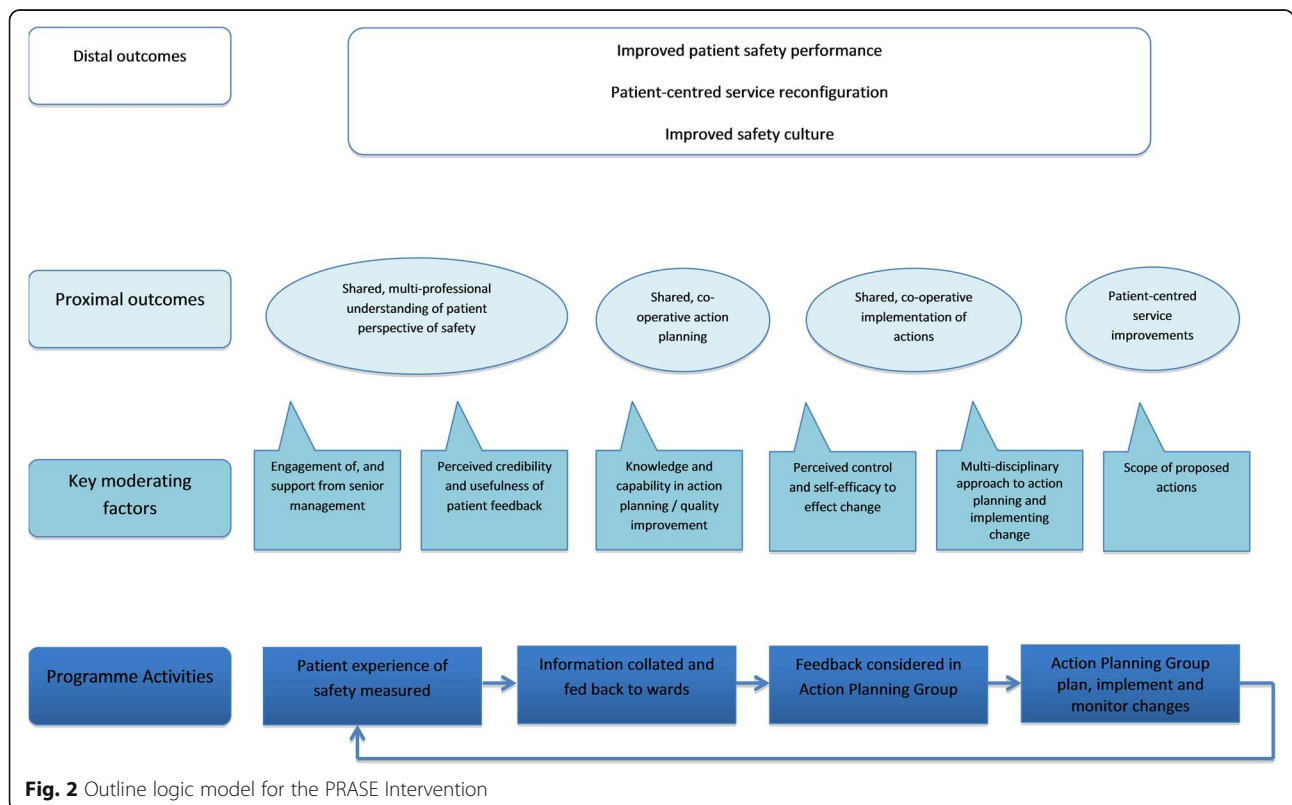 Distal outcomes
Improved patient safety performance
Patient-centred service reconfiguration
Improved safety culture
Proximal outcomes
Shared, multi-professional
understanding of patient
perspective of safety
Shared, co-
operative action
planning
Shared, co-operative
implementation of
actions
Patient-centred
service
improvements
Key moderating
factors
Engagement of, and
support from senior
management
Perceived credibility
and usefulness of
patient feedback
Knowledge and
capability in action
planning / quality
improvement
Perceived control
and self-efficacy to
effect change
Multi-disciplinary
approach to action
planning and
implementing
change
Scope of proposed
actions
Programme Activities
Patient experience of
safety measured
Information collated and
fed back to wards
Feedback considered in
Action Planning Group
Action Planning Group
plan, implement and
monitor changes
Fig. 2 Outline logic model for the PRASE Intervention